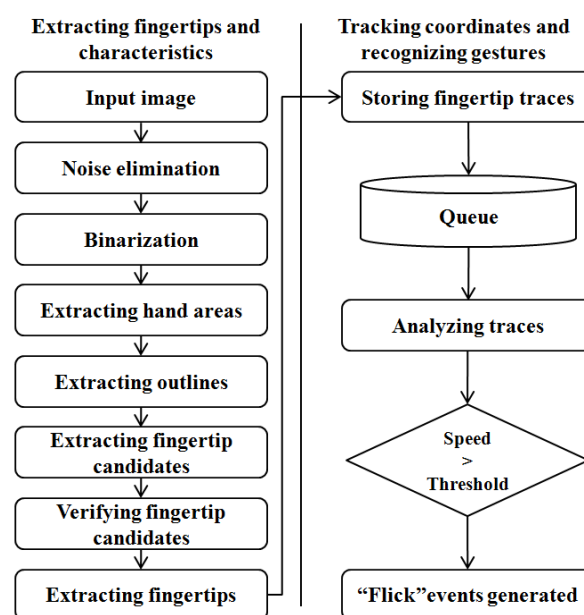 Extracting fingertips and
characteristics
Input image
Noise elimination
Binarization
Extracting hand areas
Extracting outlines
Extracting fingertip
candidates
Verifying fingertip
candidates
Extracting fingertips
Tracking coordinates and
recognizing gestures
Storing fingertip traces
Queue
Analyzing traces
Speed
>
Threshold
“Flick”events generated